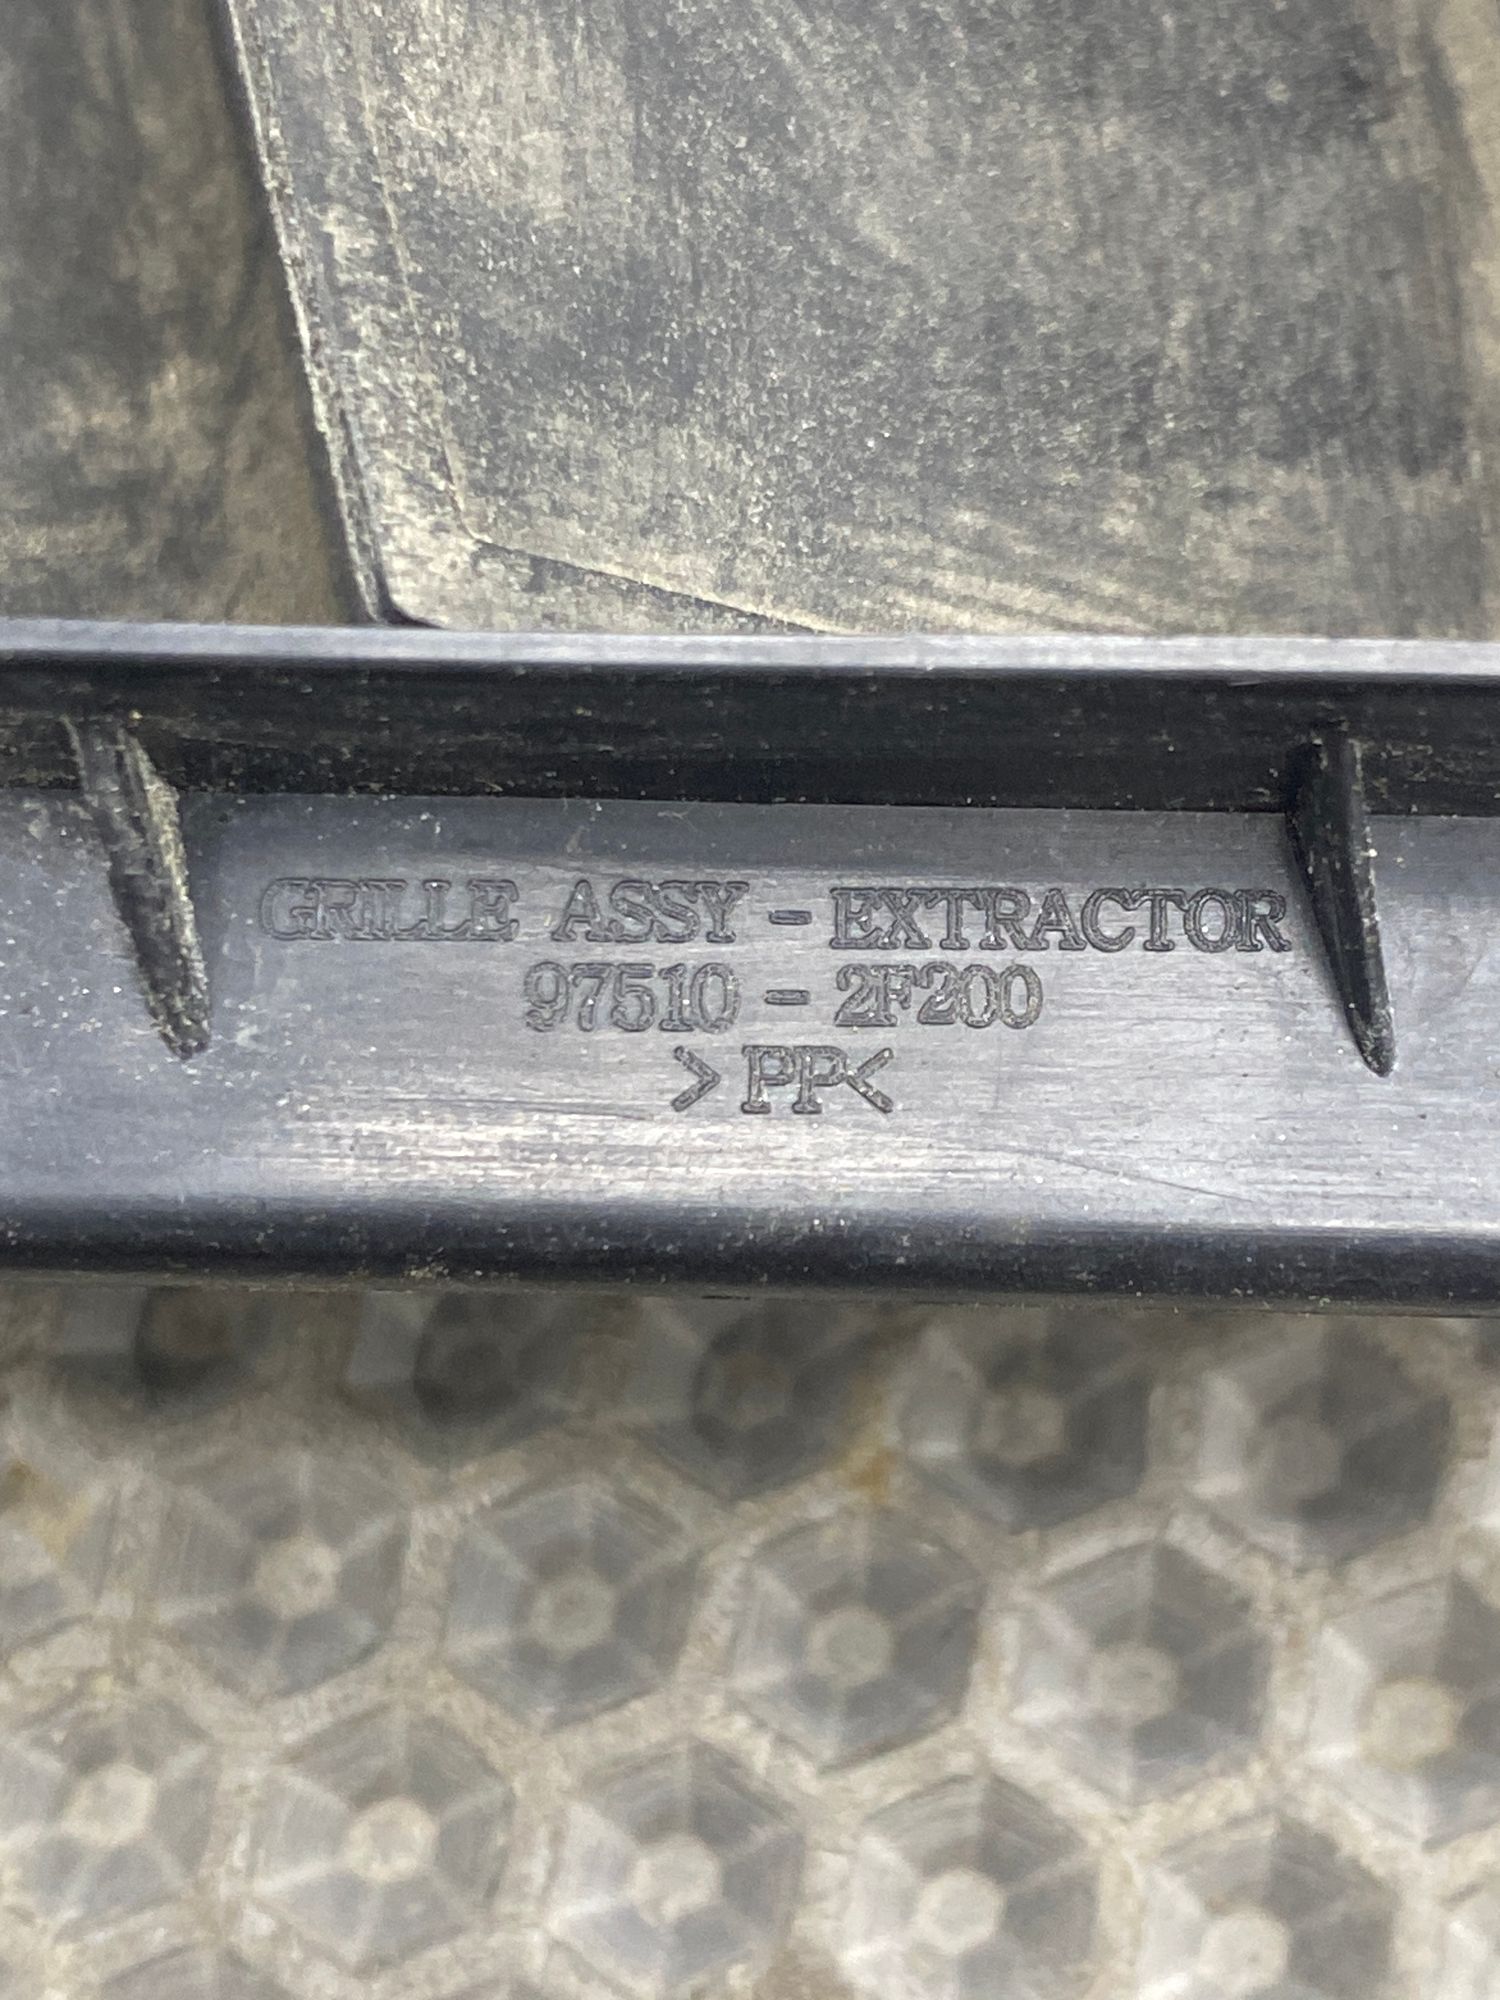 GRILLE ASSY - EXTRACTOR
97510 - 2F200
>PP<